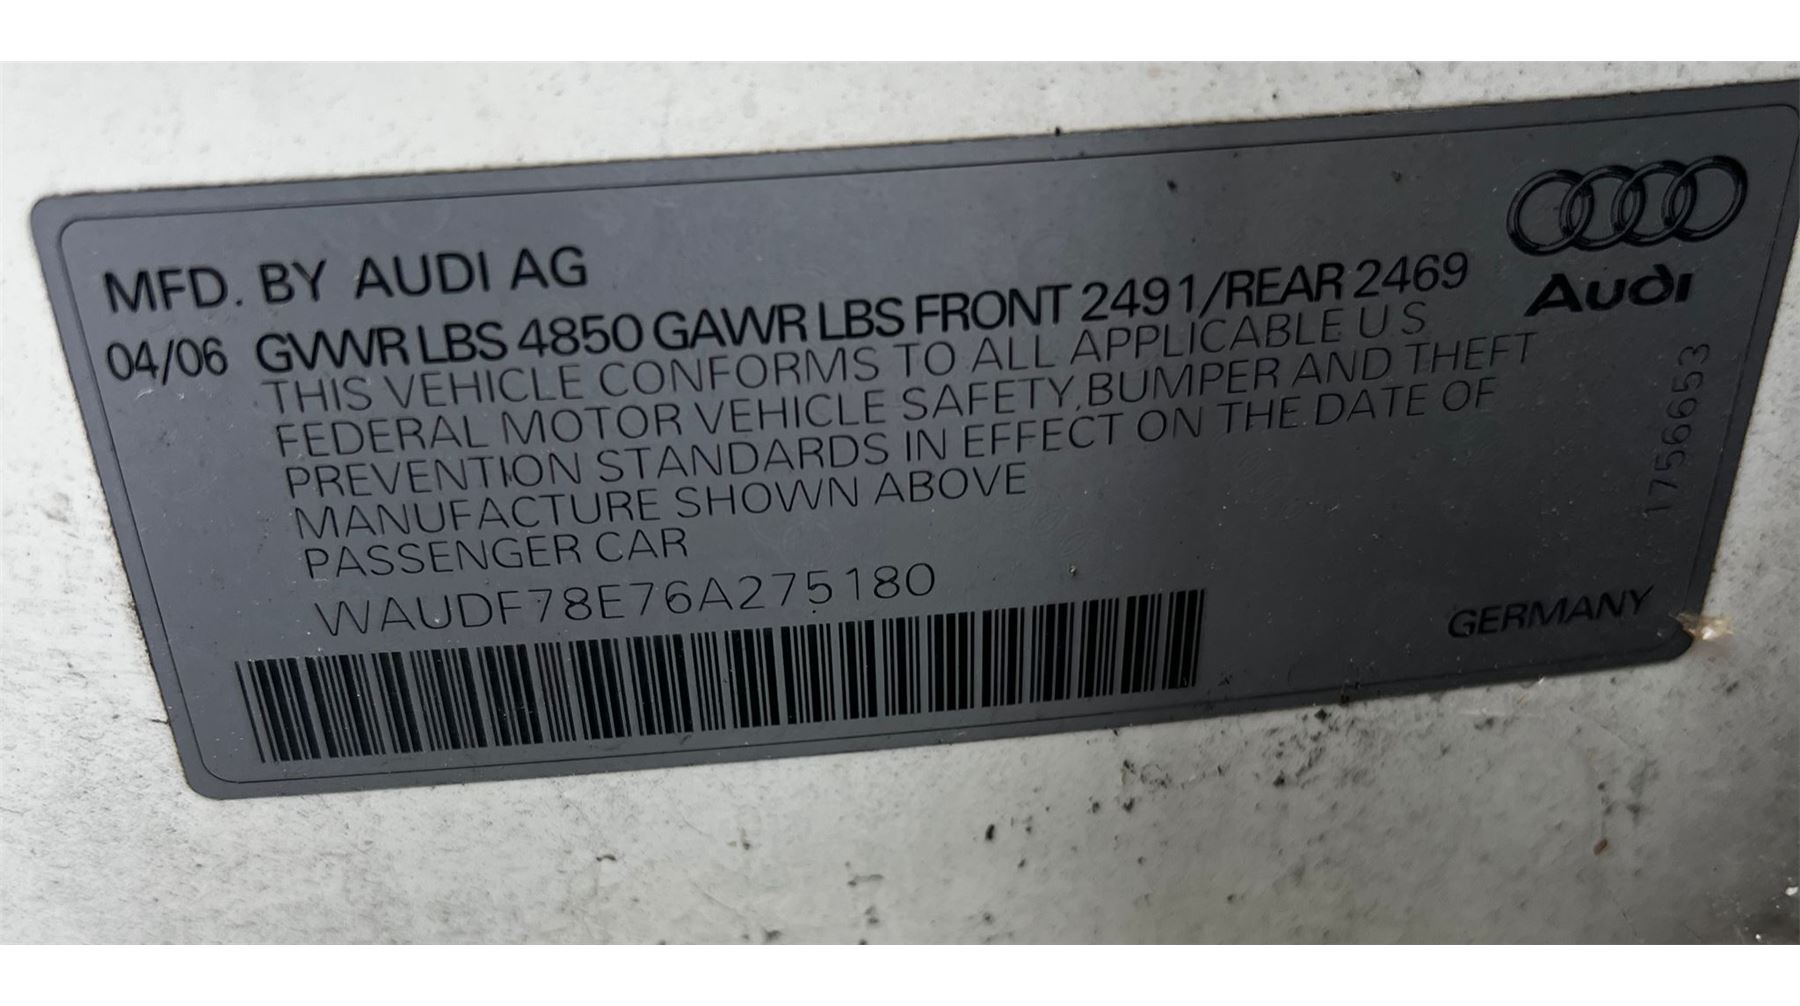 MFD. BY AUDI AG
04/06 GVWR LBS 4850 GAWR LBS FRONT 2491/REAR 2469
THIS VEHICLE CONFORMS TO ALL APPLICABLE U S
FEDERAL MOTOR VEHICLE SAFETY, BUMPER AND THEFT
PREVENTION STANDARDS IN EFFECT ON THE DATE OF
MANUFACTURE SHOWN ABOVE
PASSENGER CAR
WAUDF78E76A275180
Audi
1756653
GERMANY